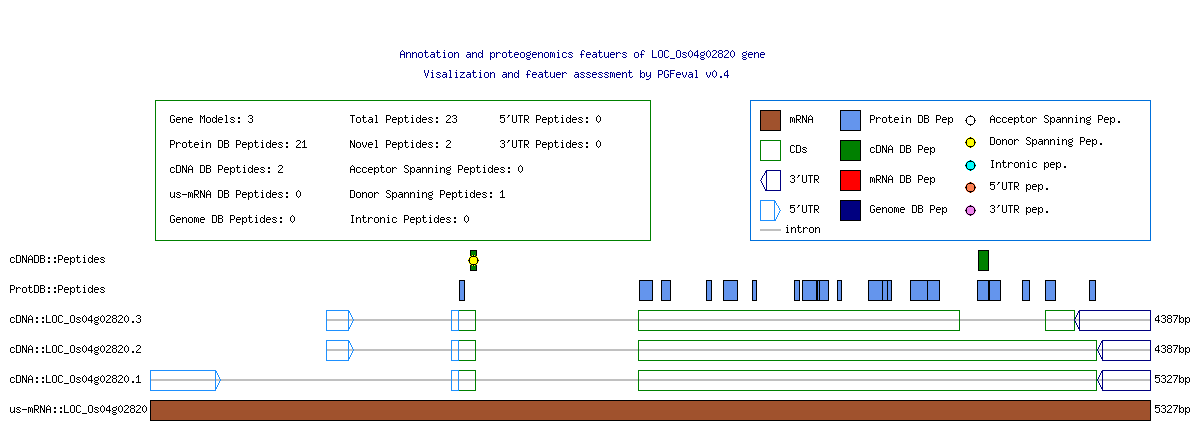 Annotation and proteogenomics featuers of LOC_Os04g02820 gene
Visalization and featuer assessment by PGFeval v0.4
Gene Models: 3 Total Peptides: 23 5'UTR Peptides: 0
Protein DB Peptides: 21 Novel Peptides: 2 3'UTR Peptides: 0
cDNA DB Peptides: 2 Acceptor Spanning Peptides: 0
us-mRNA DB Peptides: 0 Donor Spanning Peptides: 1
Genome DB Peptides: 0 Intronic Peptides: 0
mRNA Protein DB Pep Acceptor Spanning Pep.
CDs cDNA DB Pep Donor Spanning Pep.
3'UTR mRNA DB Pep Intronic pep.
5'UTR Genome DB Pep 5'UTR pep.
intron 3'UTR pep.
cDNADB::Peptides
ProtDB::Peptides
cDNA::LOC_Os04g02820.3 4387bp
cDNA::LOC_Os04g02820.2 4387bp
cDNA::LOC_Os04g02820.1 5327bp
us-mRNA::LOC_Os04g02820 5327bp